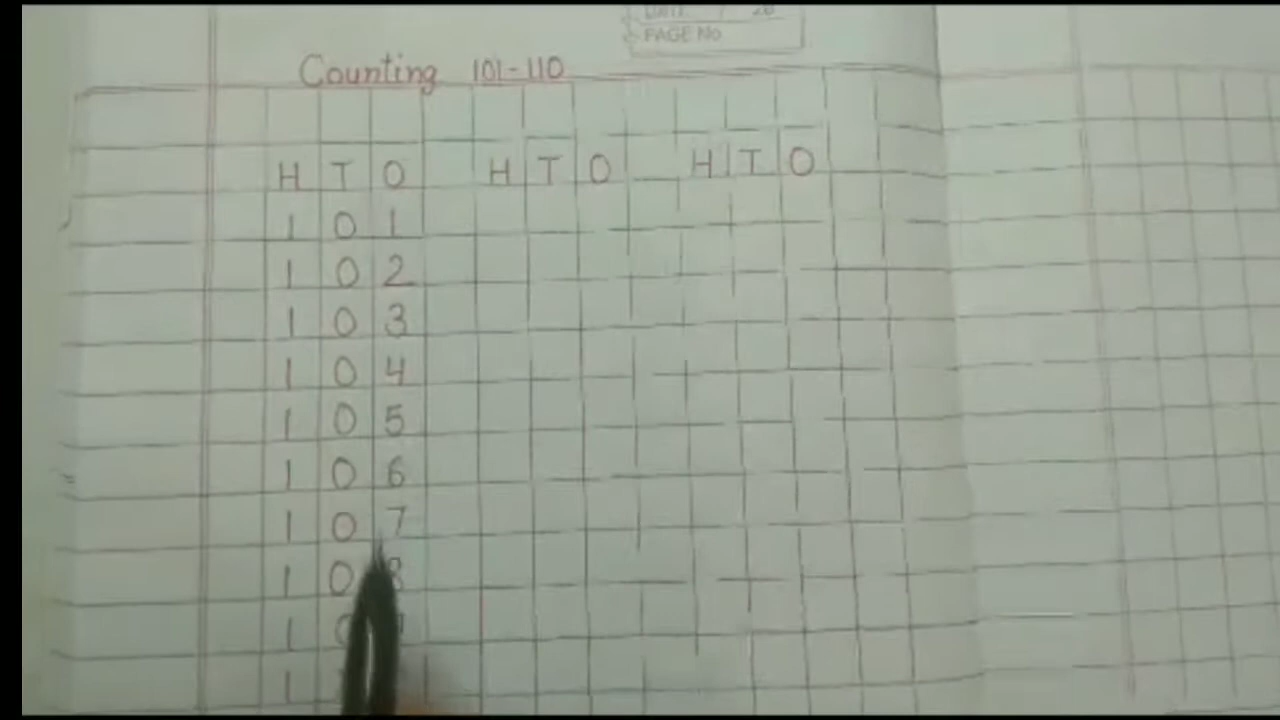 PAGE No
Counting 101-110
H T O H T O H T O
1 0 1
1 0 2
1 0 3
1 0 4
1 0 5
1 0 6
1 0 7
1 0 8
1
1